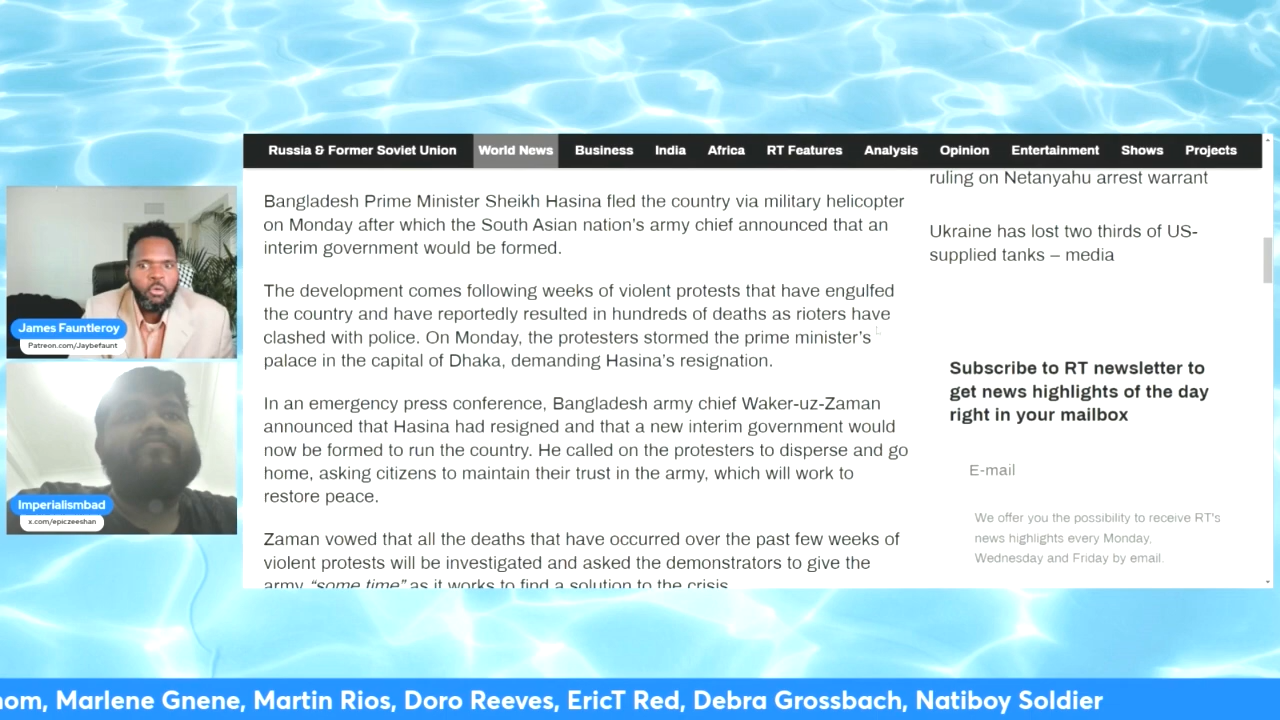 Russia & Former Soviet Union World News Business India Africa RT Features Analysis Opinion Entertainment Shows Projects
Bangladesh Prime Minister Sheikh Hasina fled the country via military helicopter
on Monday after which the South Asian nation’s army chief announced that an
interim government would be formed.
The development comes following weeks of violent protests that have engulfed
the country and have reportedly resulted in hundreds of deaths as rioters have
clashed with police. On Monday, the protesters stormed the prime minister’s
palace in the capital of Dhaka, demanding Hasina’s resignation.
In an emergency press conference, Bangladesh army chief Waker-uz-Zaman
announced that Hasina had resigned and that a new interim government would
now be formed to run the country. He called on the protesters to disperse and go
home, asking citizens to maintain their trust in the army, which will work to
restore peace.
Zaman vowed that all the deaths that have occurred over the past few weeks of
violent protests will be investigated and asked the demonstrators to give the
army “some time” as it works to find a solution to the crisis
ruling on Netanyahu arrest warrant
Ukraine has lost two thirds of US-
supplied tanks – media
Subscribe to RT newsletter to
get news highlights of the day
right in your mailbox
E-mail
We offer you the possibility to receive RT's
news highlights every Monday,
Wednesday and Friday by email.
James Fauntleroy
Patreon.com/Jaybefaunt
Imperialismbad
x.com/epiczeeshan
Marlene Gnene, Martin Rios, Doro Reeves, EricT Red, Debra Grossbach, Natiboy Soldier